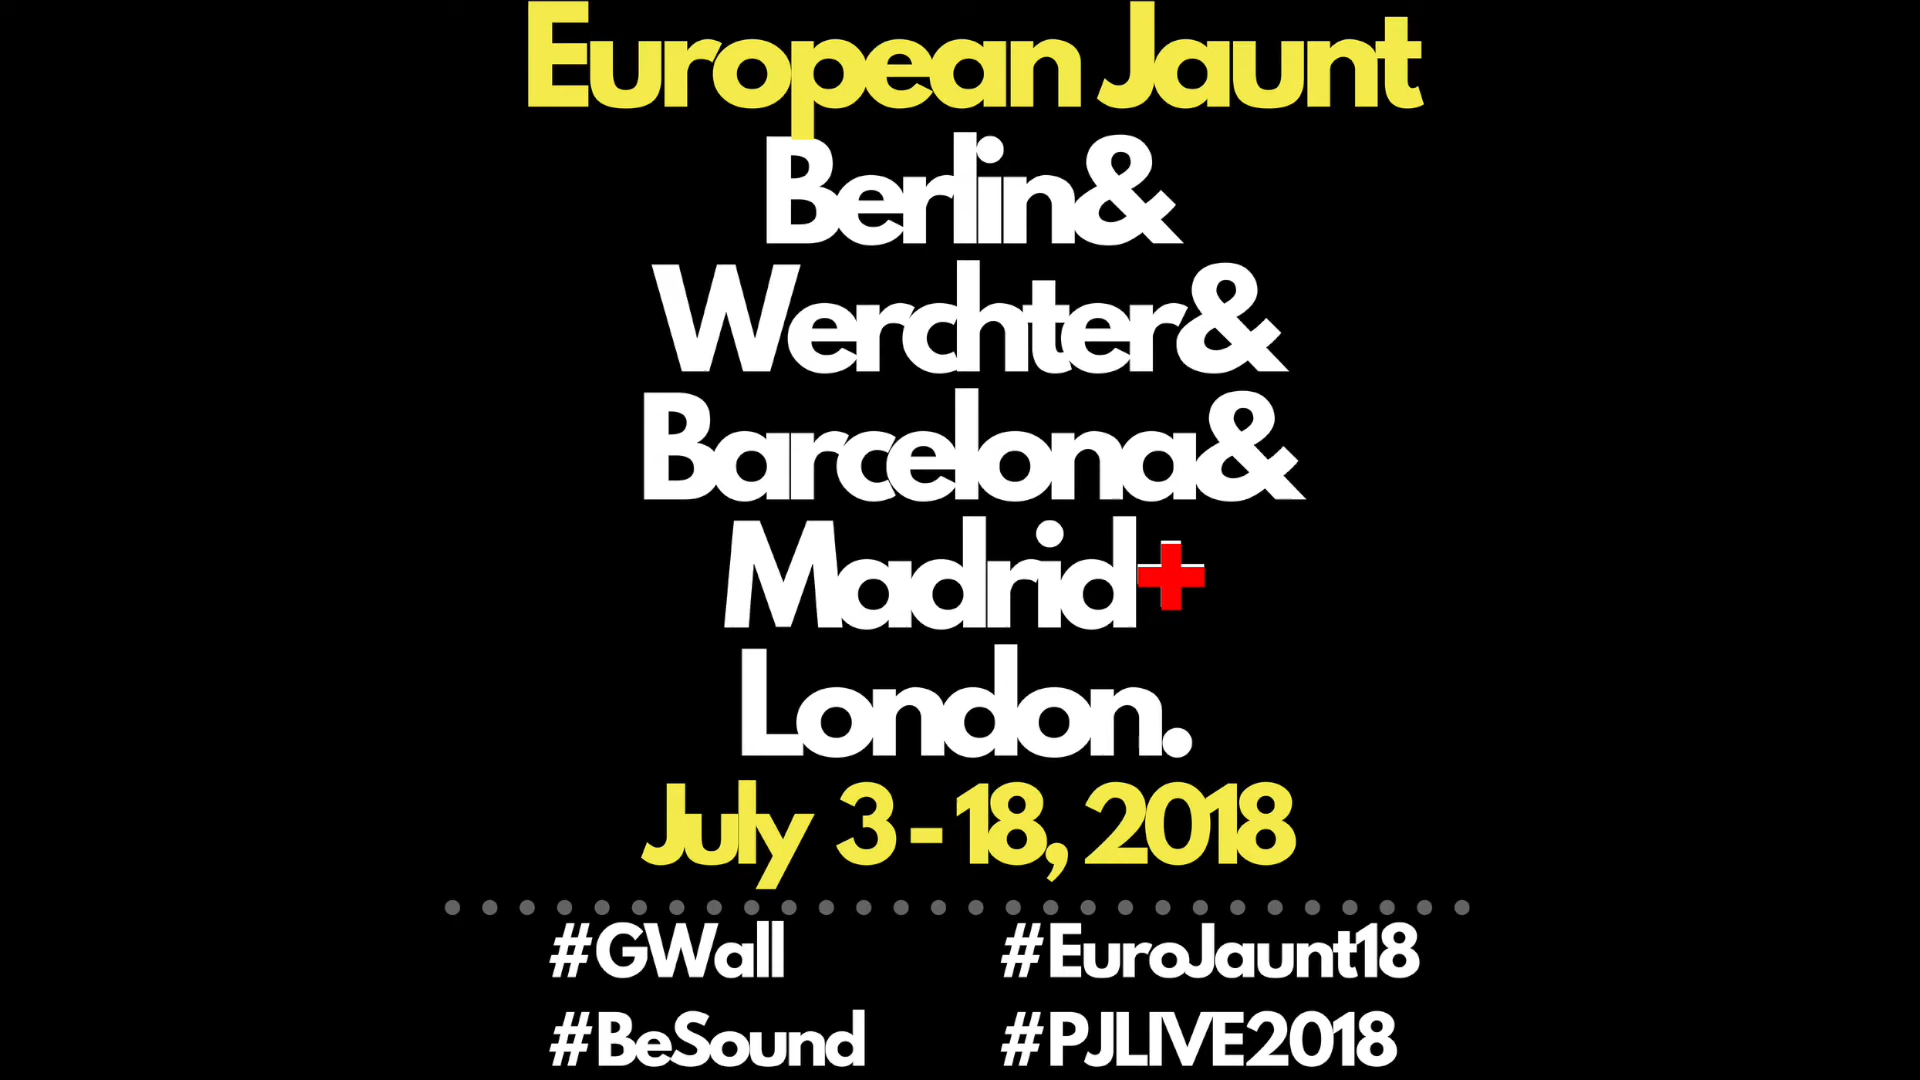 European Jaunt
Berlin&
Werchter&
Barcelona&
Madrid+
London.
July 3 - 18, 2018
#GWall #EuroJaunt18
#BeSound #PJLIVE2018